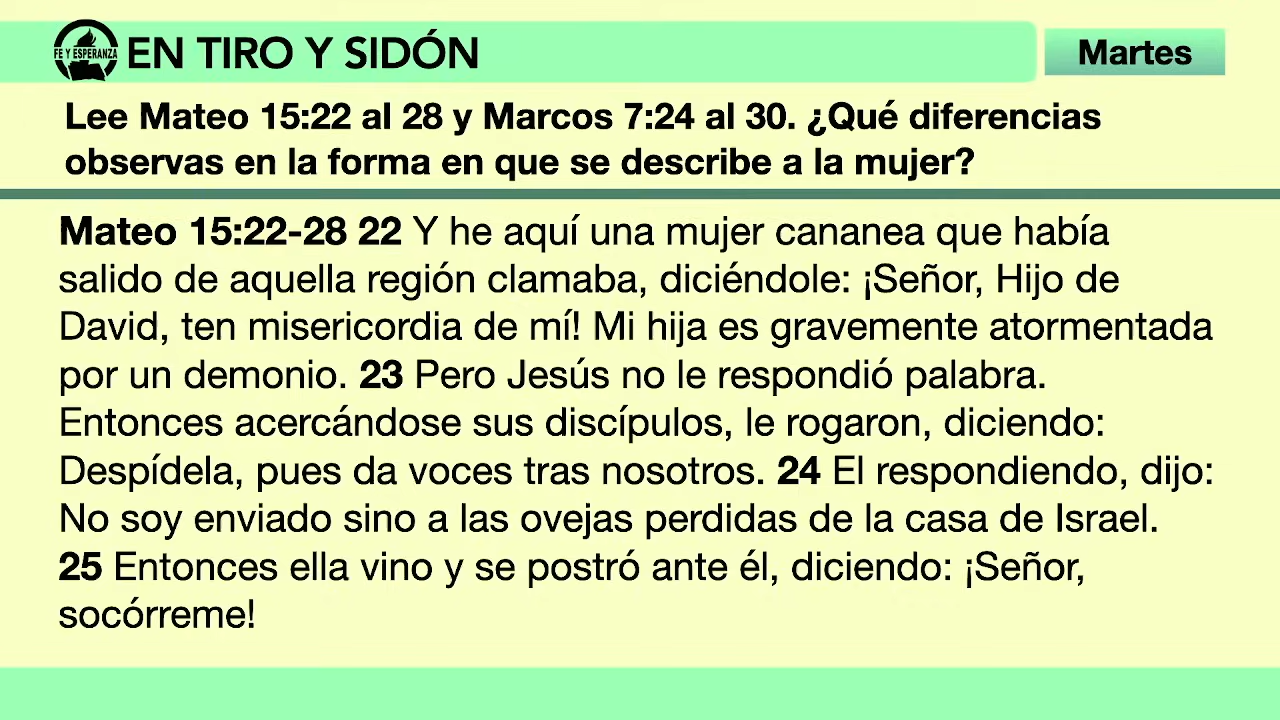 FE Y ESPERANZA
EN TIRO Y SIDÓN
Martes
Lee Mateo 15:22 al 28 y Marcos 7:24 al 30. ¿Qué diferencias
observas en la forma en que se describe a la mujer?
Mateo 15:22-28 22 Y he aquí una mujer cananea que había
salido de aquella región clamaba, diciéndole: ¡Señor, Hijo de
David, ten misericordia de mí! Mi hija es gravemente atormentada
por un demonio. 23 Pero Jesús no le respondió palabra.
Entonces acercándose sus discípulos, le rogaron, diciendo:
Despídela, pues da voces tras nosotros. 24 El respondiendo, dijo:
No soy enviado sino a las ovejas perdidas de la casa de Israel.
25 Entonces ella vino y se postró ante él, diciendo: ¡Señor,
socórreme!